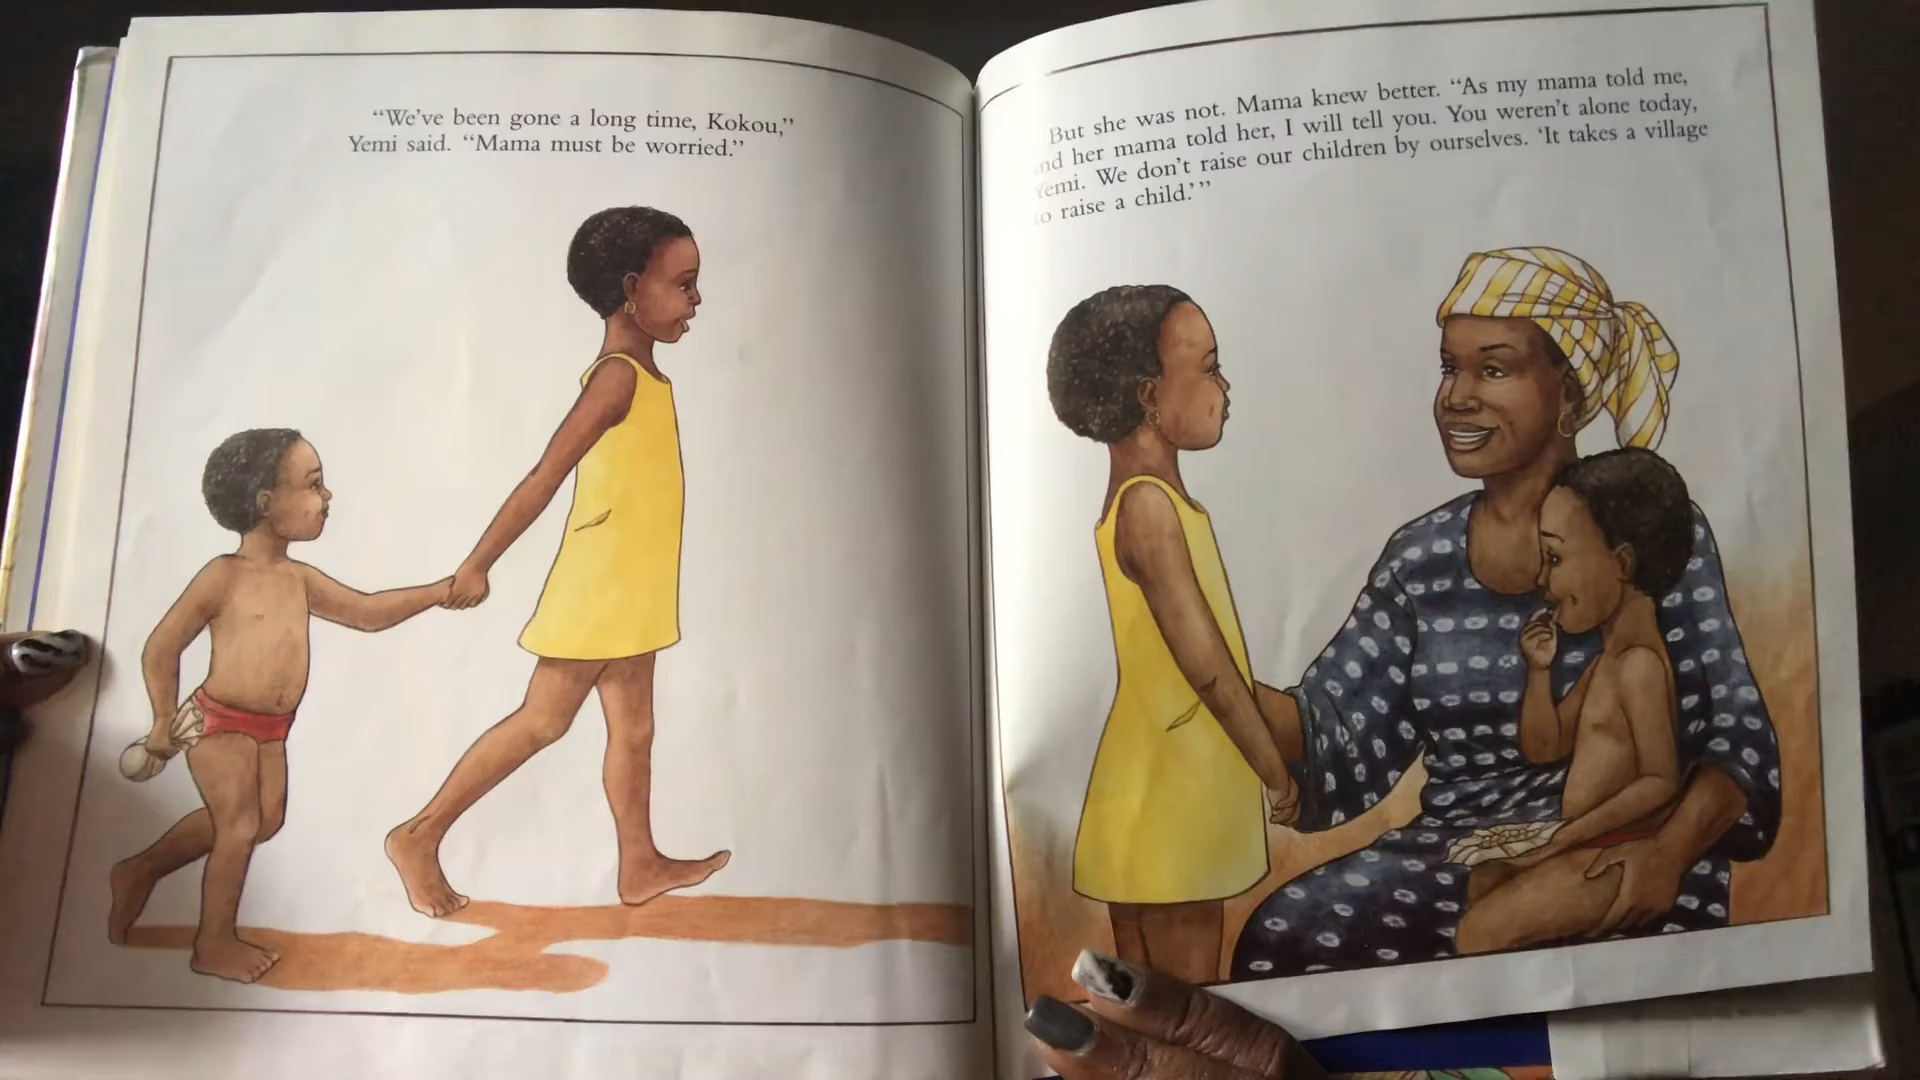 “We’ve been gone a long time, Kokou,”
Yemi said. “Mama must be worried.”
But she was not. Mama knew better. “As my mama told me,
and her mama told her, I will tell you. You weren’t alone today,
Yemi. We don’t raise our children by ourselves. ‘It takes a village
to raise a child.’”